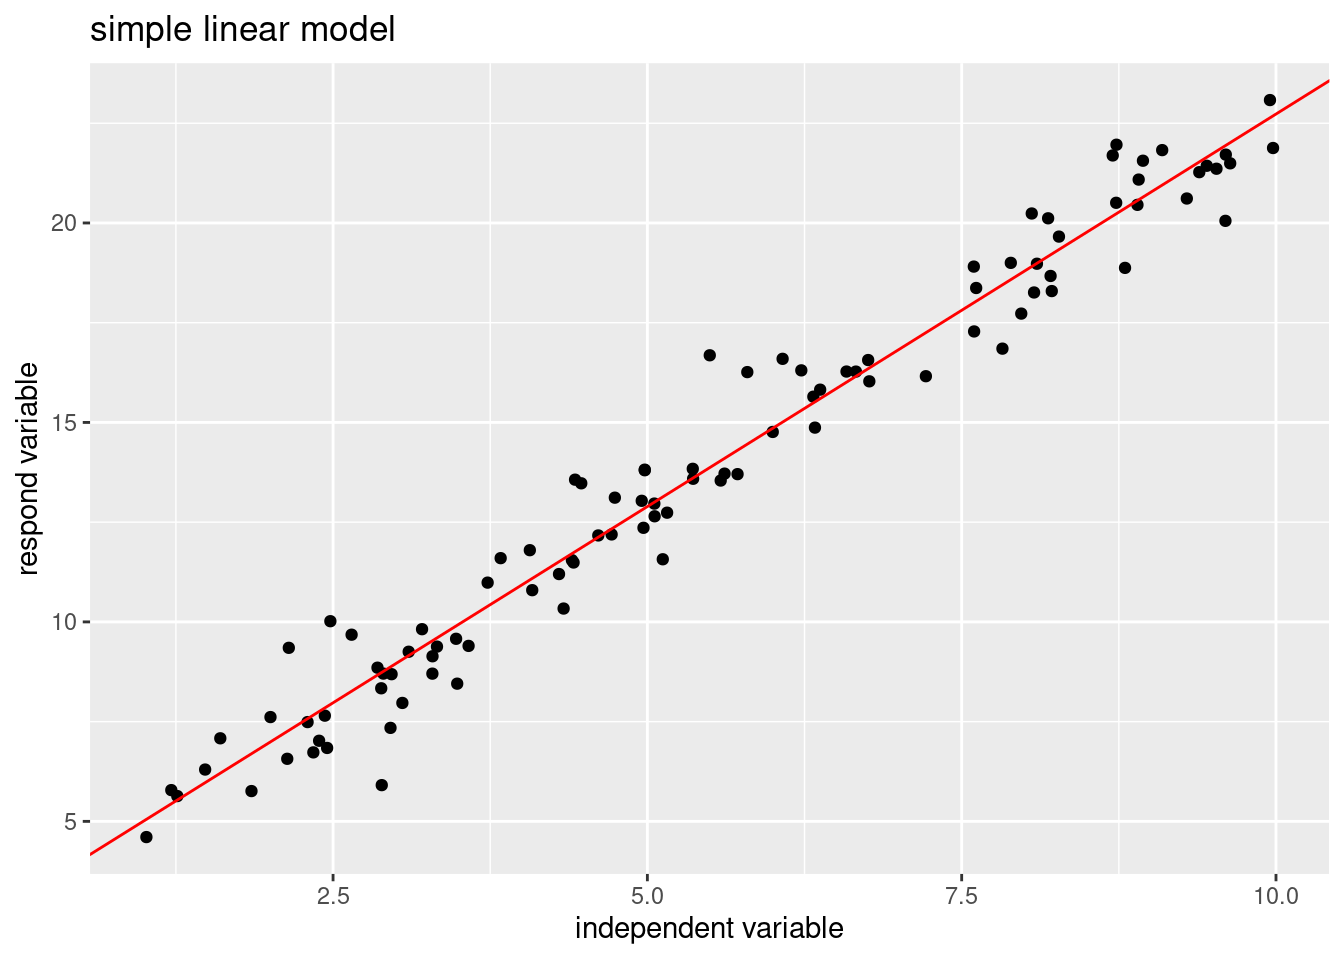 simple linear model
20
15
10
5
respond variable
2.5 5.0 7.5 10.0
independent variable